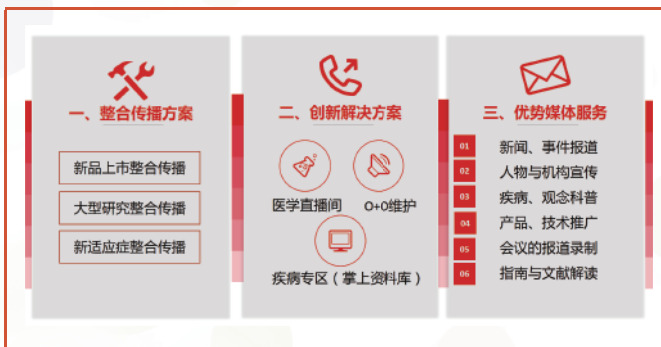 一、整合传播方案
新品上市整合传播
大型研究整合传播
新适应症整合传播
二、创新解决方案
医学直播间
O+O维护
疾病专区（掌上资料库）
三、优势媒体服务
01 新闻、事件报道
02 人物与机构宣传
03 疾病、观念科普
04 产品、技术推广
05 会议的报道录制
06 指南与文献解读